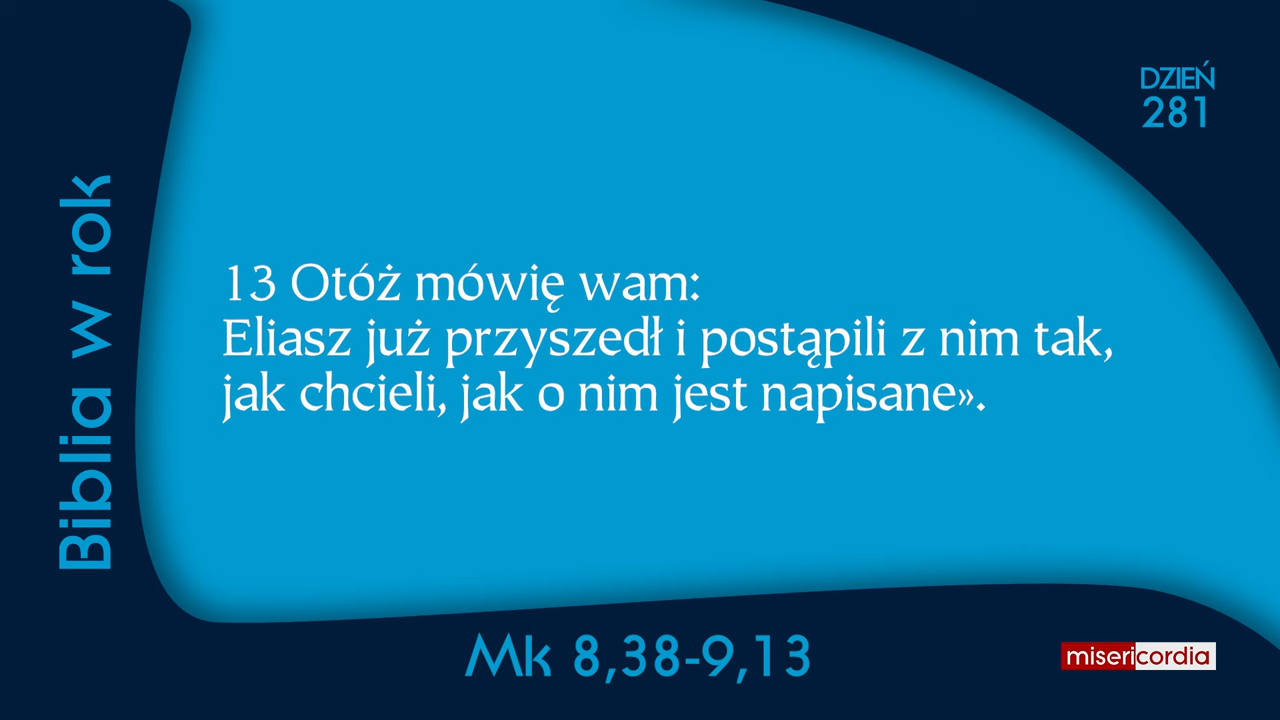 DZIEŃ
281
Biblia w rok
13 Otóż mówię wam:
Eliasz już przyszedł i postąpili z nim tak,
jak chcieli, jak o nim jest napisane».
Mk 8,38-9,13
misericordia